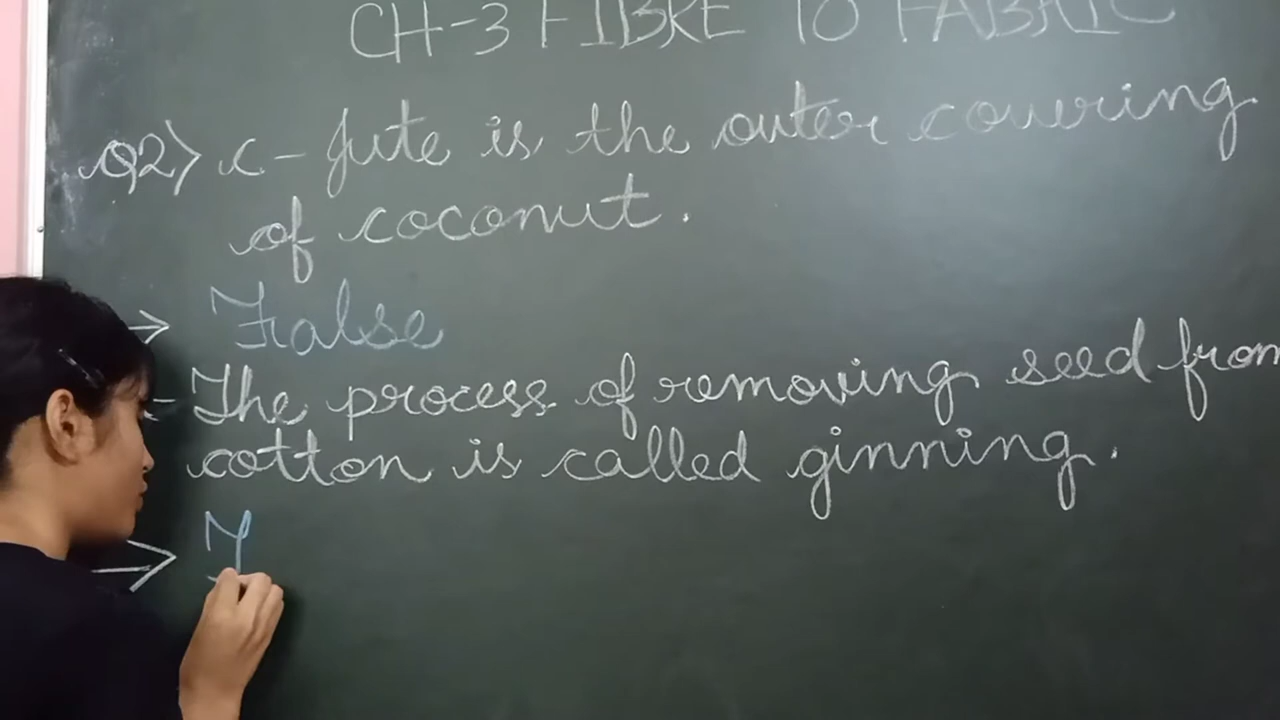 CH-3 FIBRE TO FABRIC
Q2> c - Jute is the outer covering
of coconut.
→ False
- The process of removing seed from
cotton is called ginning.
→